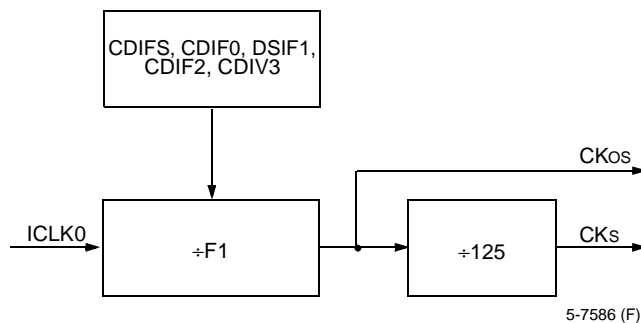 CDIFS, CDIF0, DSIF1,
CDIF2, CDIV3
CKOS
ICLK0
÷F1
÷125
CKS
5-7586 (F)